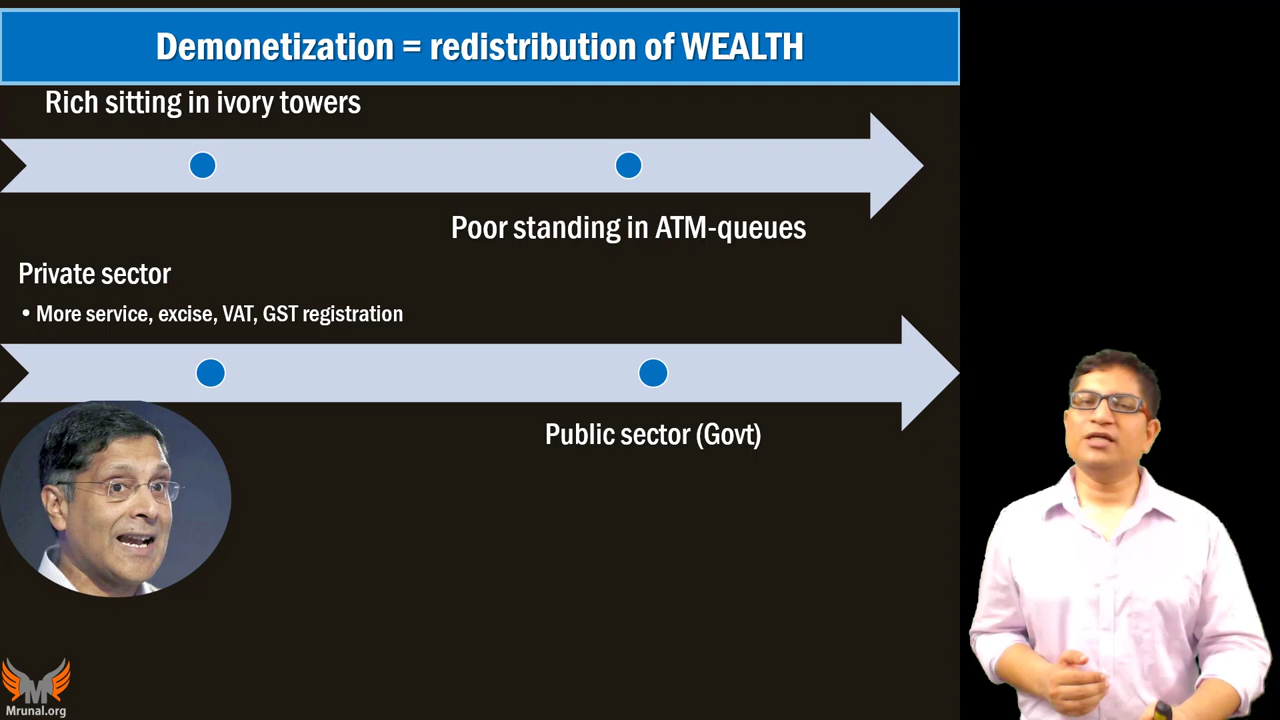 Demonetization = redistribution of WEALTH
Rich sitting in ivory towers
Poor standing in ATM-queues
Private sector
• More service, excise, VAT, GST registration
Public sector (Govt)
M
Mrunal.org